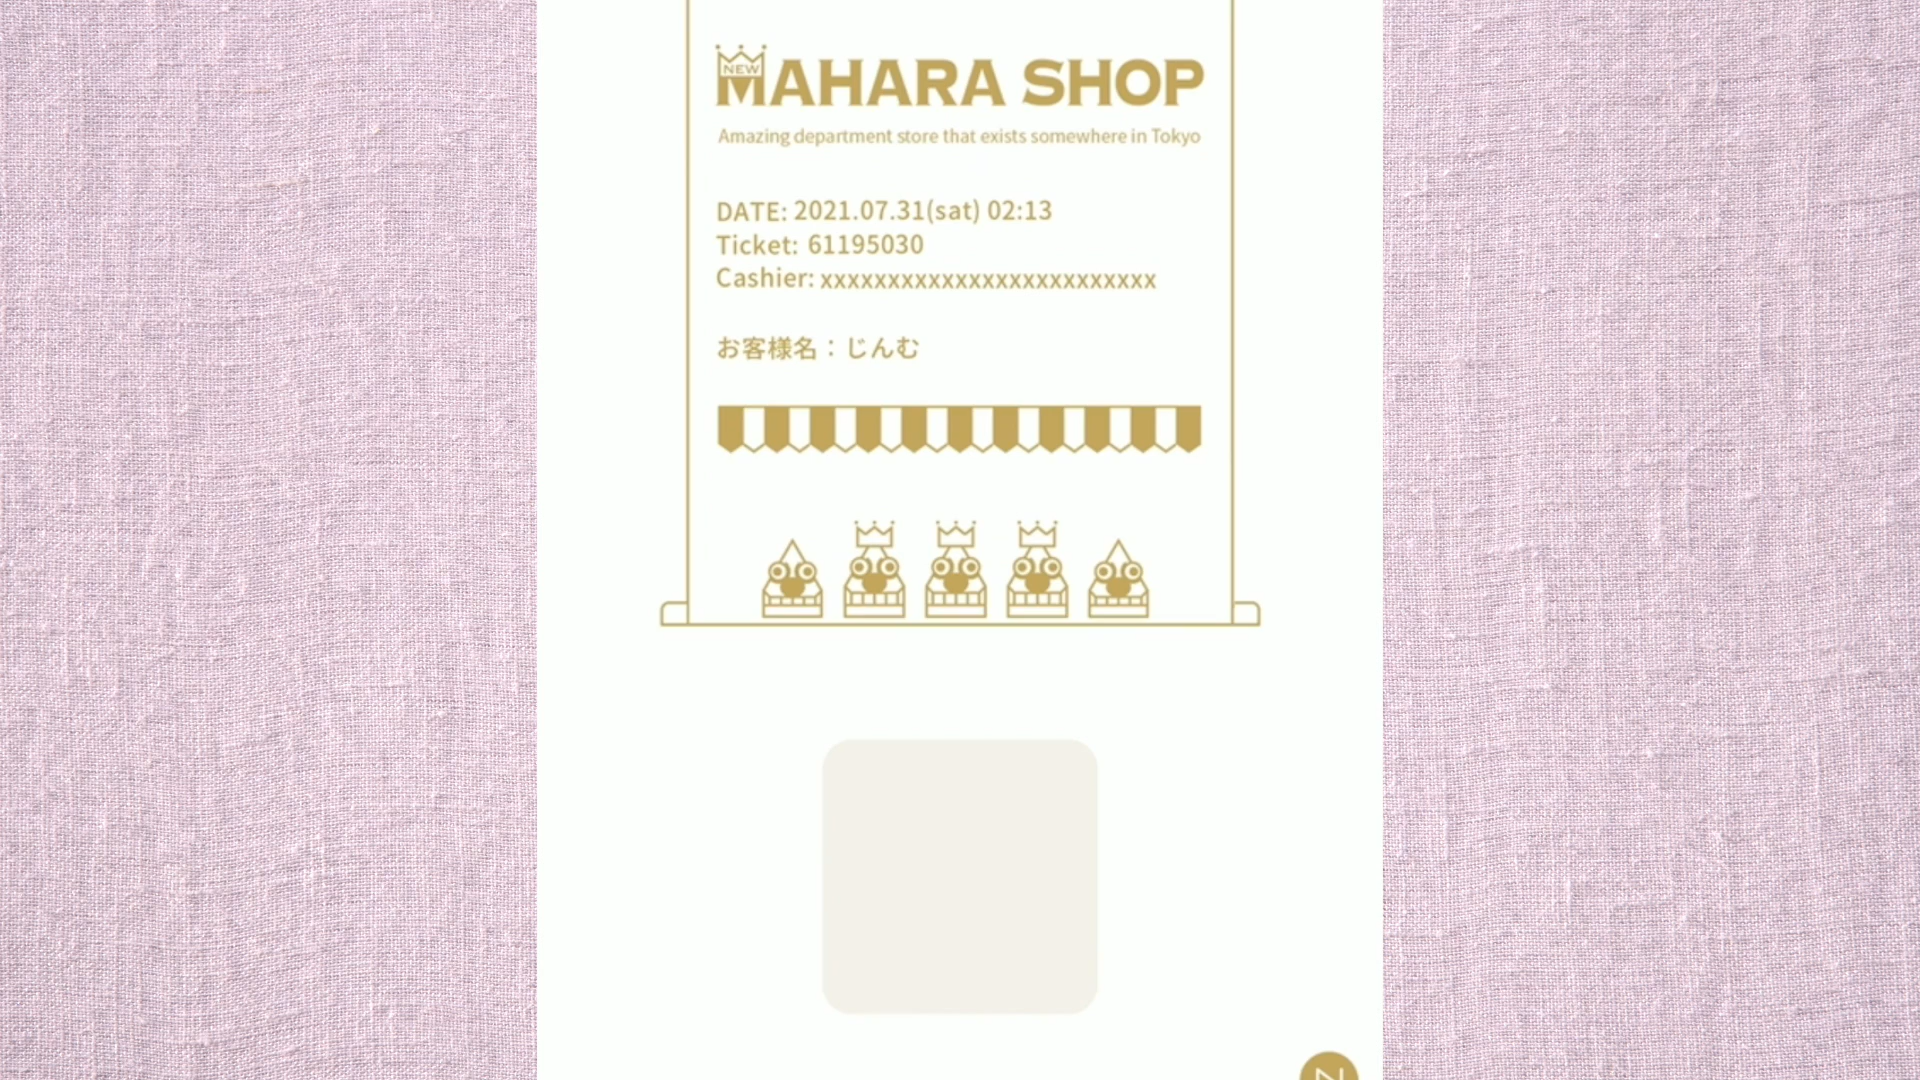 NEW
MAHARA SHOP
Amazing department store that exists somewhere in Tokyo
DATE: 2021.07.31(sat) 02:13
Ticket: 61195030
Cashier: xxxxxxxxxxxxxxxxxxxxxxxxx
お客様名：じんむ